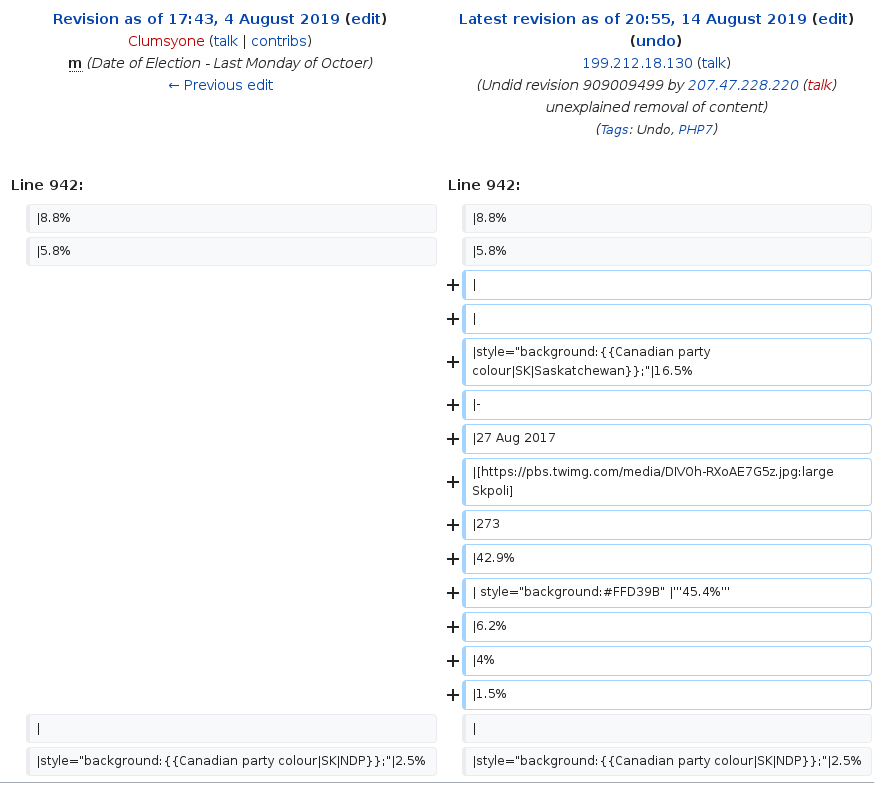 Revision as of 17:43, 4 August 2019 (edit)
Clumsyone (talk | contribs)
m (Date of Election - Last Monday of Octoer)
← Previous edit
Latest revision as of 20:55, 14 August 2019 (edit)
(undo)
199.212.18.130 (talk)
(Undid revision 909009499 by 207.47.228.220 (talk)
unexplained removal of content)
(Tags: Undo, PHP7)
Line 942:
Line 942:
|8.8%
|8.8%
|5.8%
|5.8%
+ |
+ |
+ |style="background:{{Canadian party
colour|SK|Saskatchewan}};"|16.5%
+ |-
+ |27 Aug 2017
+ |[https://pbs.twimg.com/media/DIVOh-RXoAE7G5z.jpg:large
Skpoli]
+ |273
+ |42.9%
+ | style="background:#FFD39B" |'''45.4%'''
+ |6.2%
+ |4%
+ |1.5%
|
|
|style="background:{{Canadian party colour|SK|NDP}};"|2.5%
|style="background:{{Canadian party colour|SK|NDP}};"|2.5%